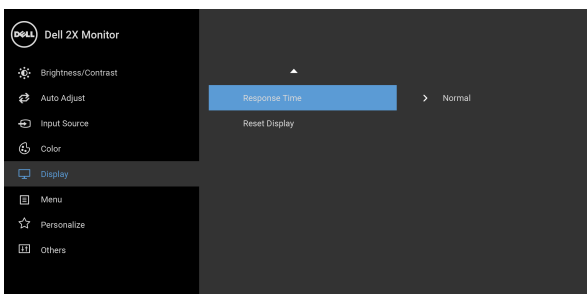 DELL Dell 2X Monitor
Brightness/Contrast
Auto Adjust
Response Time Normal
Input Source
Reset Display
Color
Display
Menu
Personalize
Others